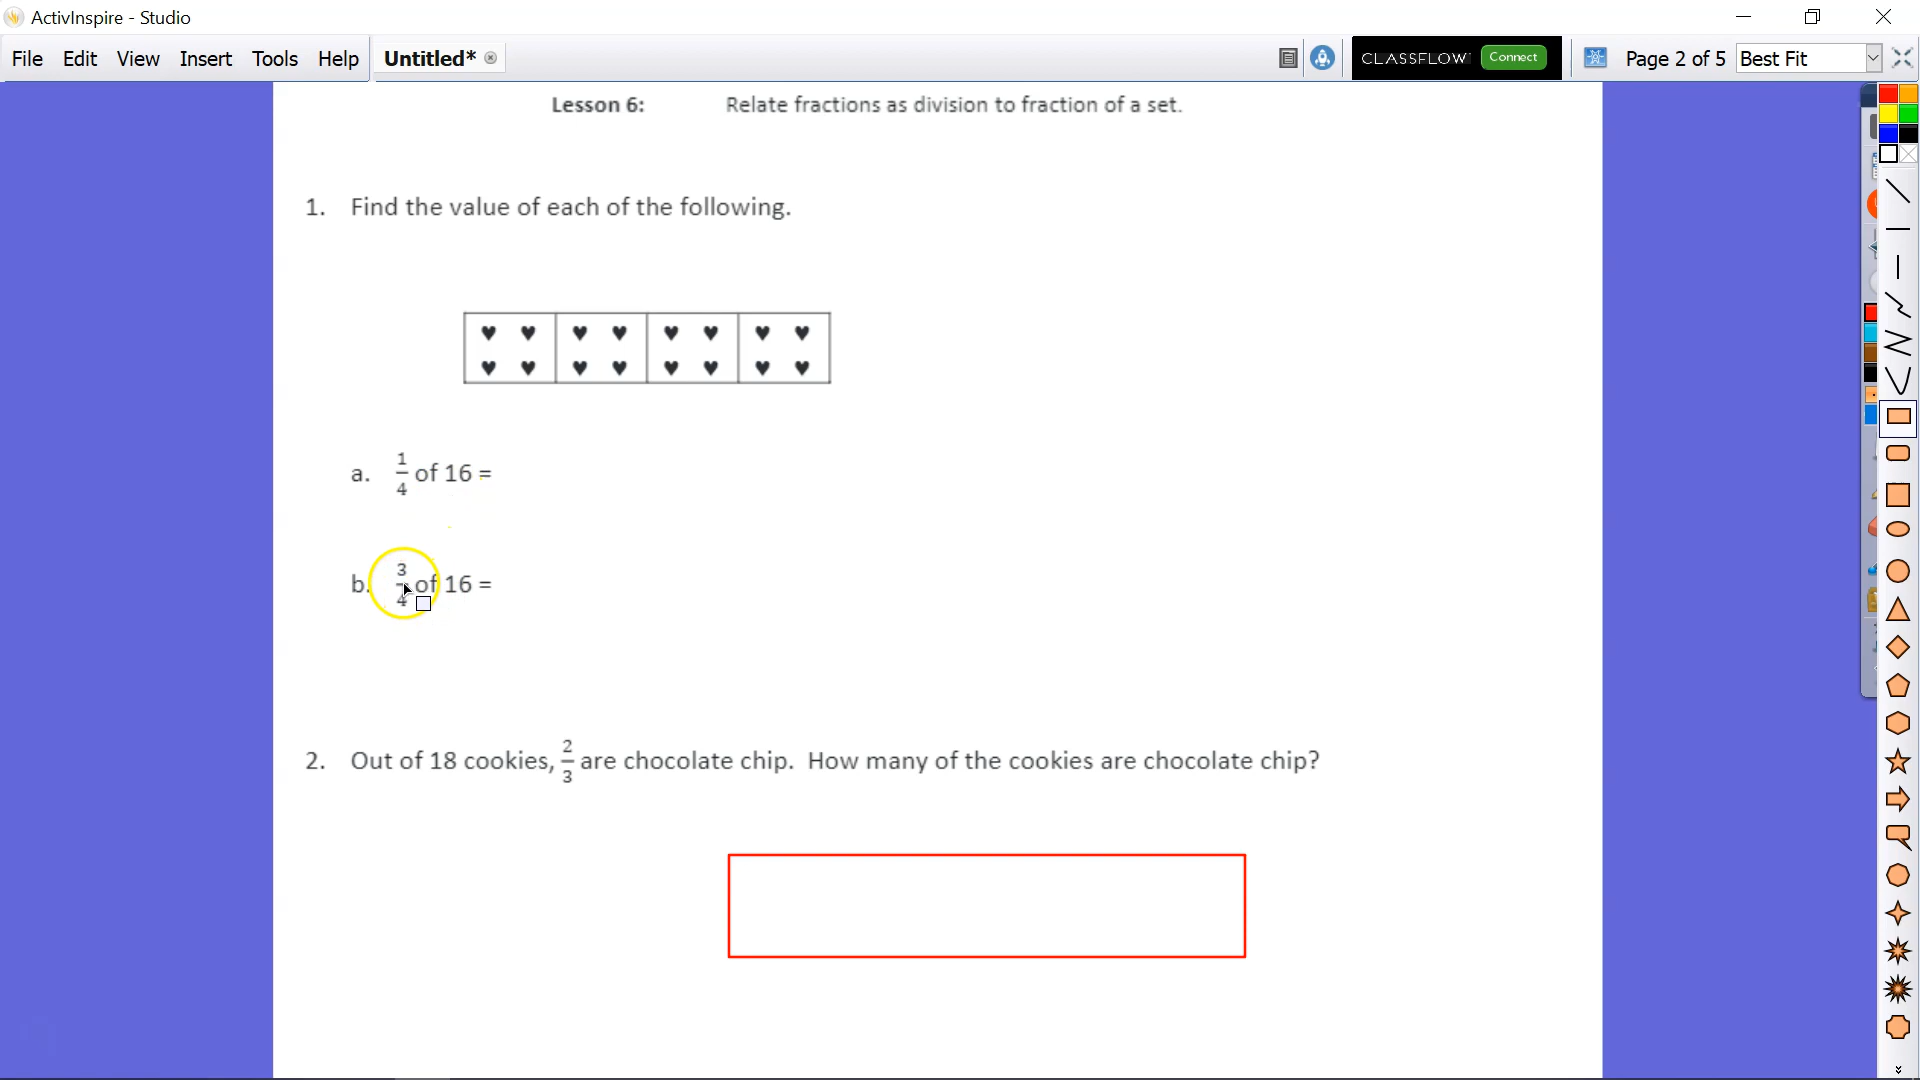 ActivInspire - Studio
File Edit View Insert Tools Help Untitled* CLASSFLOW Connect Page 2 of 5 Best Fit
Lesson 6: Relate fractions as division to fraction of a set.
1. Find the value of each of the following.
a. 1/4 of 16 =
b. 3/4 of 16 =
2. Out of 18 cookies, 2/3 are chocolate chip. How many of the cookies are chocolate chip?